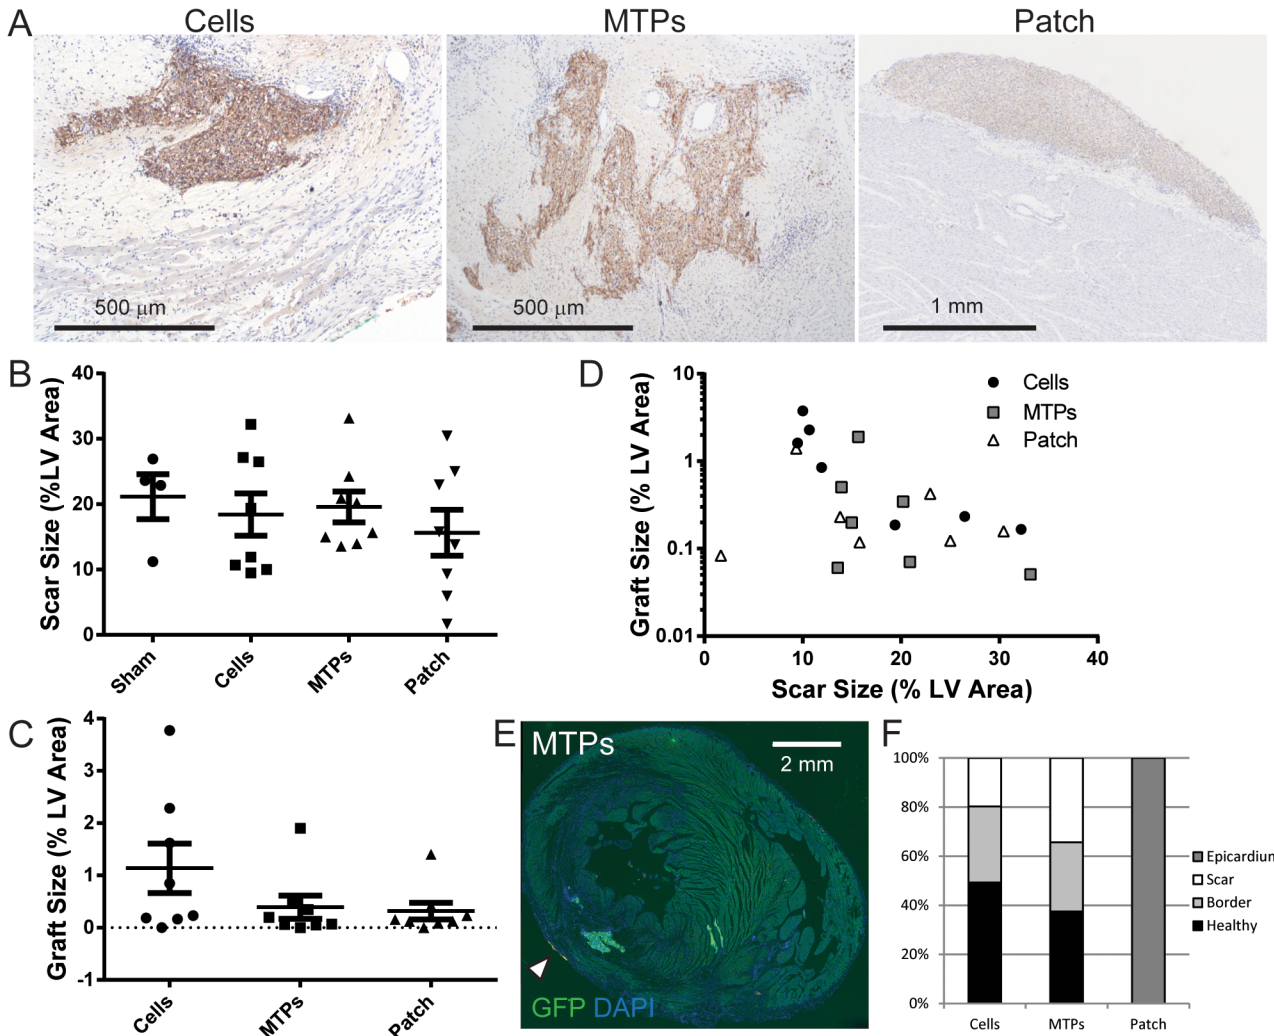 A
Cells
MTPs
Patch
500 μm
500 μm
1 mm
B
Scar Size (%LV Area)
40
30
20
10
0
Sham
Cells
MTPs
Patch
D
Graft Size (% LV Area)
10
1
0.1
0.01
0
10
20
30
40
Scar Size (% LV Area)
Cells
MTPs
Patch
C
Graft Size (% LV Area)
4
3
2
1
0
-1
Cells
MTPs
Patch
E
MTPs
2 mm
GFP DAPI
F
100%
80%
60%
40%
20%
0%
Cells
MTPs
Patch
Epicardium
Scar
Border
Healthy